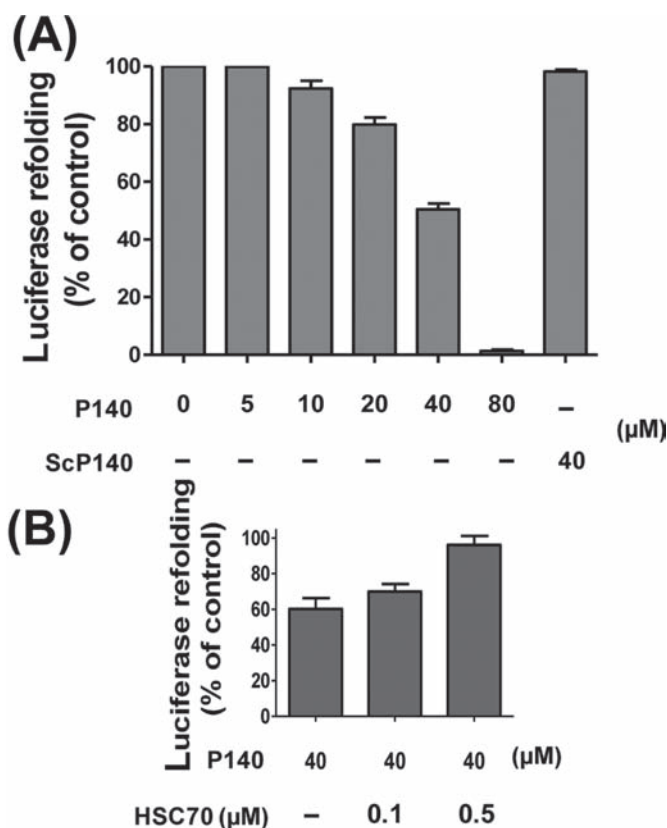 (A)
Luciferase refolding
(% of control)
100
80
60
40
20
0
P140 0 5 10 20 40 80 –
(µM)
ScP140 – – – – – – 40
(B)
Luciferase refolding
(% of control)
100
80
60
40
20
0
P140 40 40 40 (µM)
HSC70 (µM) – 0.1 0.5